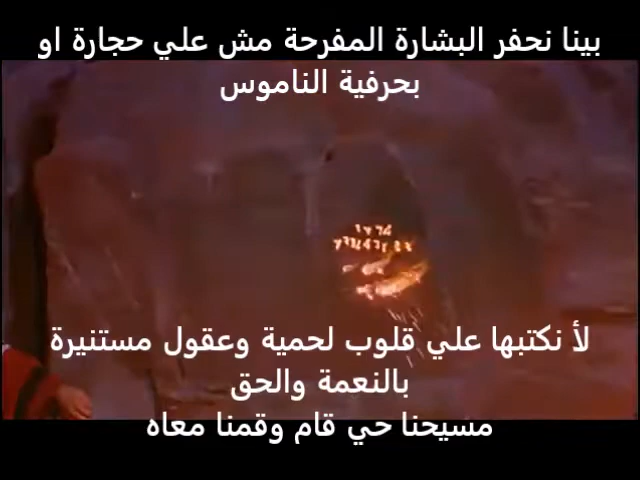 بينا نحفر البشارة المفرحة مش علي حجارة او
بحرفية الناموس
لأ نكتبها علي قلوب لحمية وعقول مستنيرة
بالنعمة والحق
مسيحنا حي قام وقمنا معاه